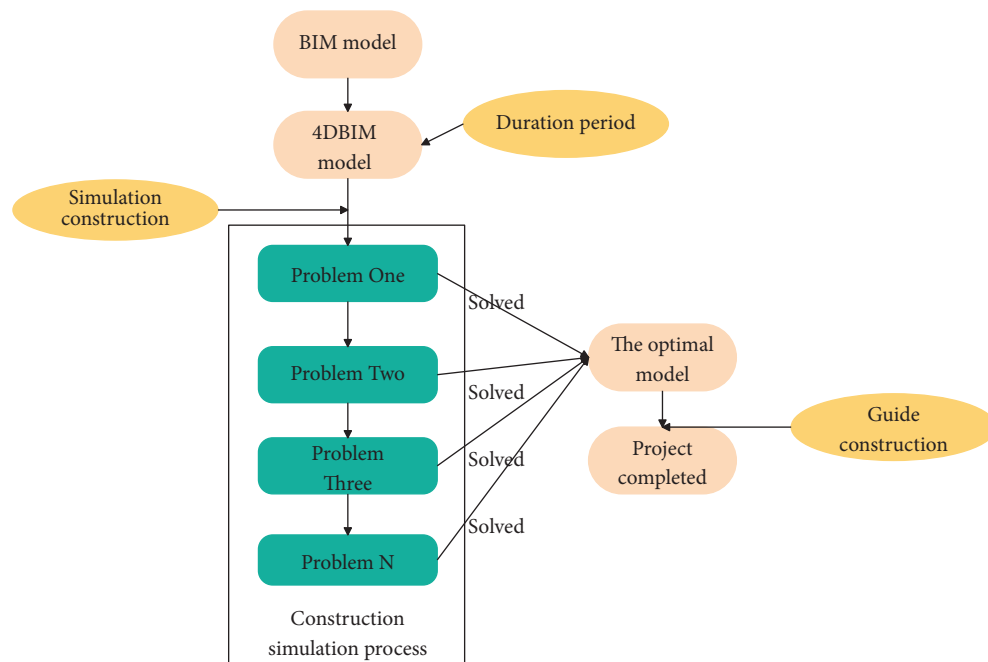 BIM model
4DBIM
model
Duration period
Simulation
construction
Problem One
Solved
Problem Two
The optimal
model
Solved
Guide
construction
Problem
Three
Solved
Project
completed
Solved
Problem N
Construction
simulation process